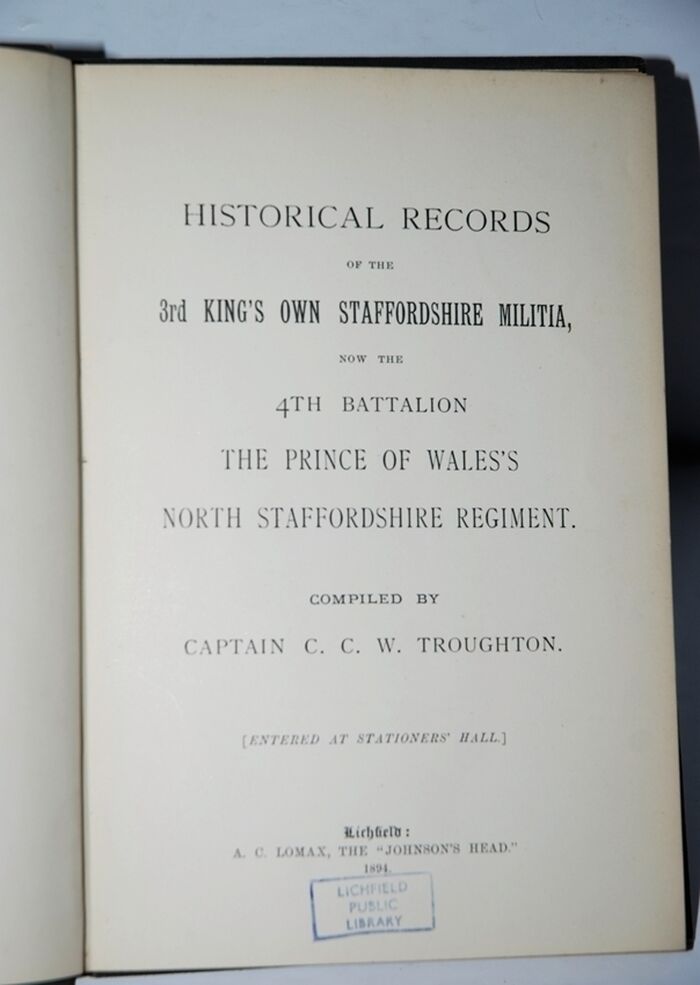 HISTORICAL RECORDS
OF THE
3rd KING'S OWN STAFFORDSHIRE MILITIA,
NOW THE
4TH BATTALION
THE PRINCE OF WALES'S
NORTH STAFFORDSHIRE REGIMENT.
COMPILED BY
CAPTAIN C. C. W. TROUGHTON.
[ENTERED AT STATIONERS' HALL.]
Lichfield:
A. C. LOMAX, THE "JOHNSON'S HEAD."
1894.
LICHFIELD
PUBLIC
LIBRARY